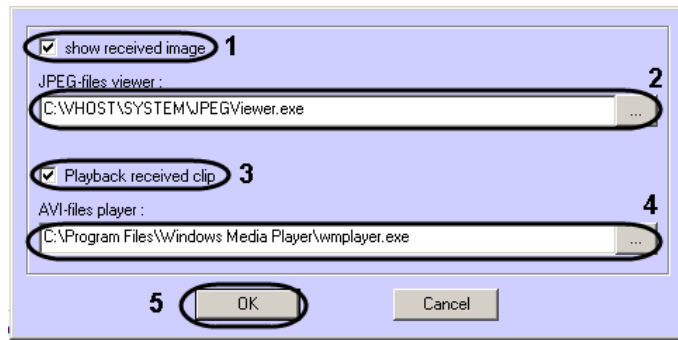 show received image 1
JPEG-files viewer :
2
C:\VHOST\SYSTEM\JPEGViewer.exe ...
Playback received clip 3
AVI-files player :
4
C:\Program Files\Windows Media Player\wmplayer.exe ...
5 OK Cancel